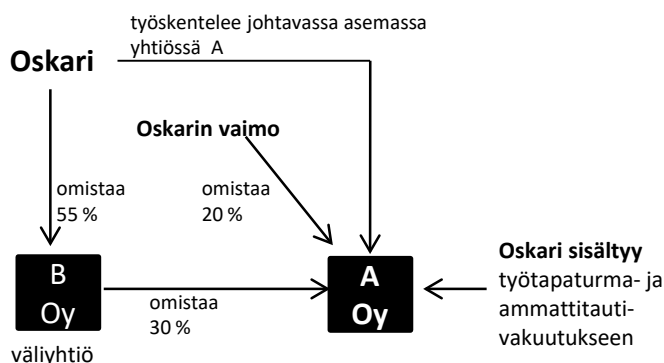 työskentelee johtavassa asemassa
yhtiössä A
Oskari
Oskarin vaimo
omistaa
55 %
omistaa
20 %
B
Oy
väliyhtiö
omistaa
30 %
A
Oy
Oskari sisältyy
työtapaturma- ja
ammattitauti-
vakuutukseen